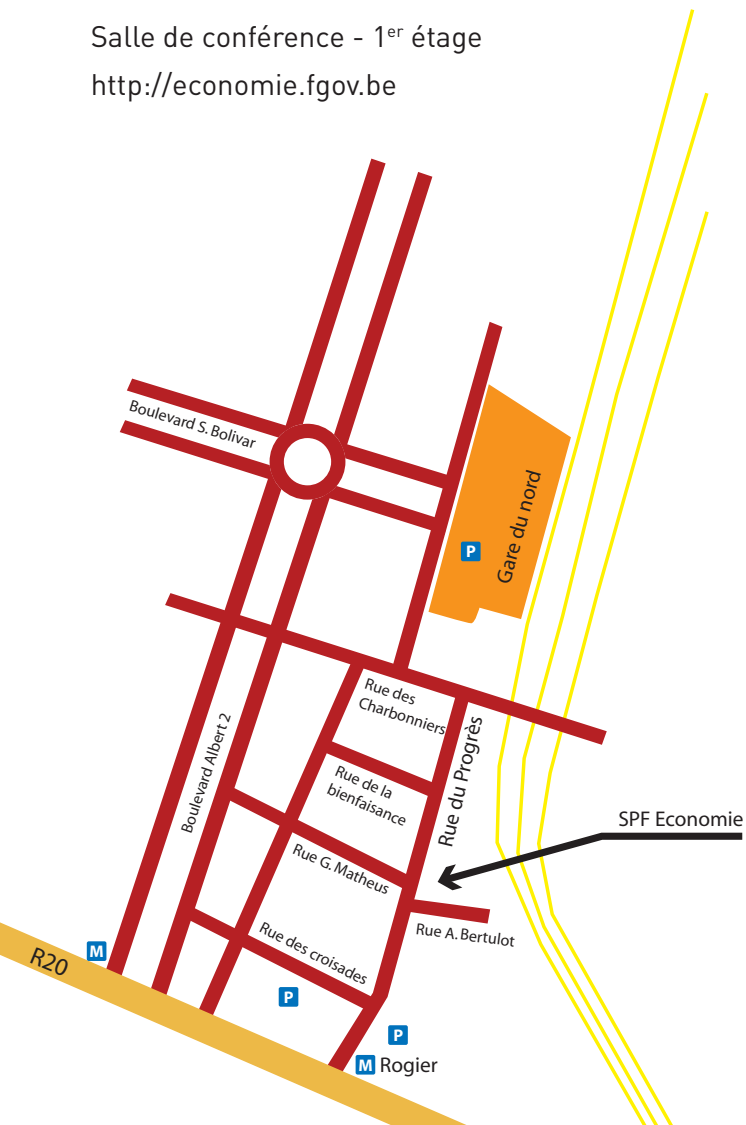 Salle de conférence - 1er étage
http://economie.fgov.be
Boulevard S. Bolivar
Gare du nord
P
Rue des
Charbonniers
Rue du Progrès
Boulevard Albert 2
Rue de la
bienfaisance
SPF Economie
Rue G. Matheus
Rue A. Bertulot
Rue des croisades
M
R20
P
P
M Rogier